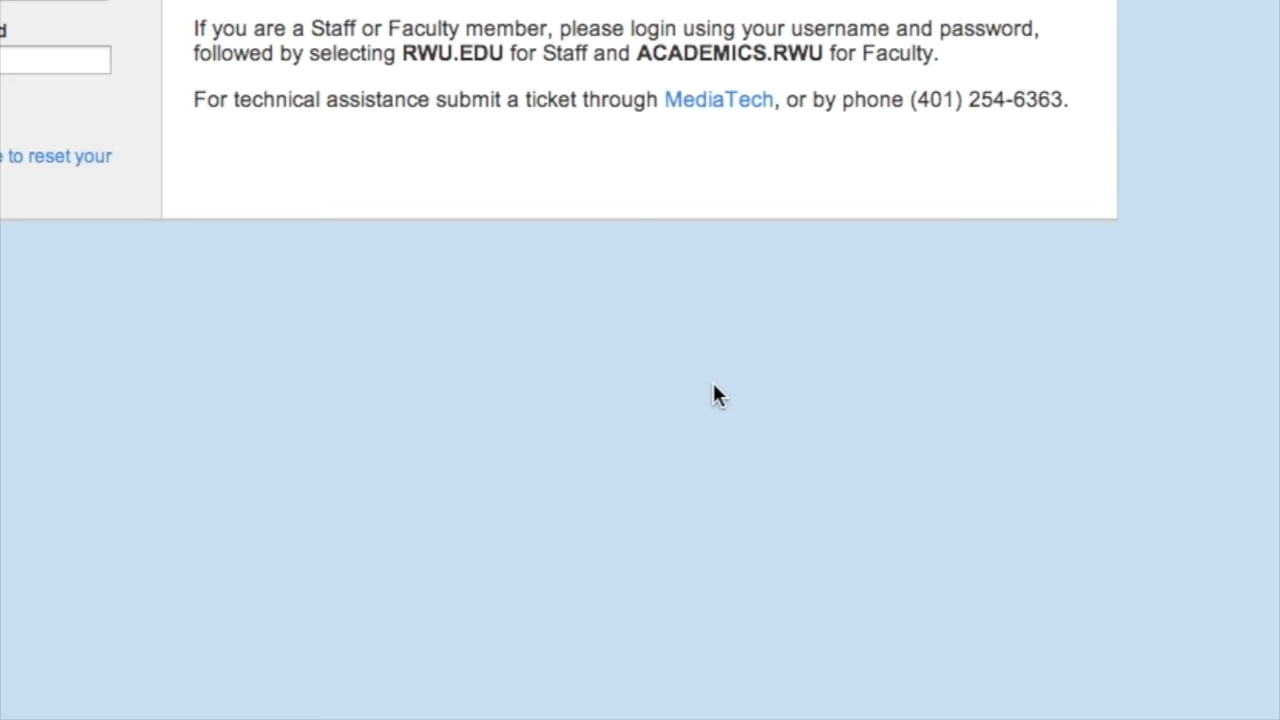 If you are a Staff or Faculty member, please login using your username and password,
followed by selecting RWU.EDU for Staff and ACADEMICS.RWU for Faculty.
For technical assistance submit a ticket through MediaTech, or by phone (401) 254-6363.
to reset your